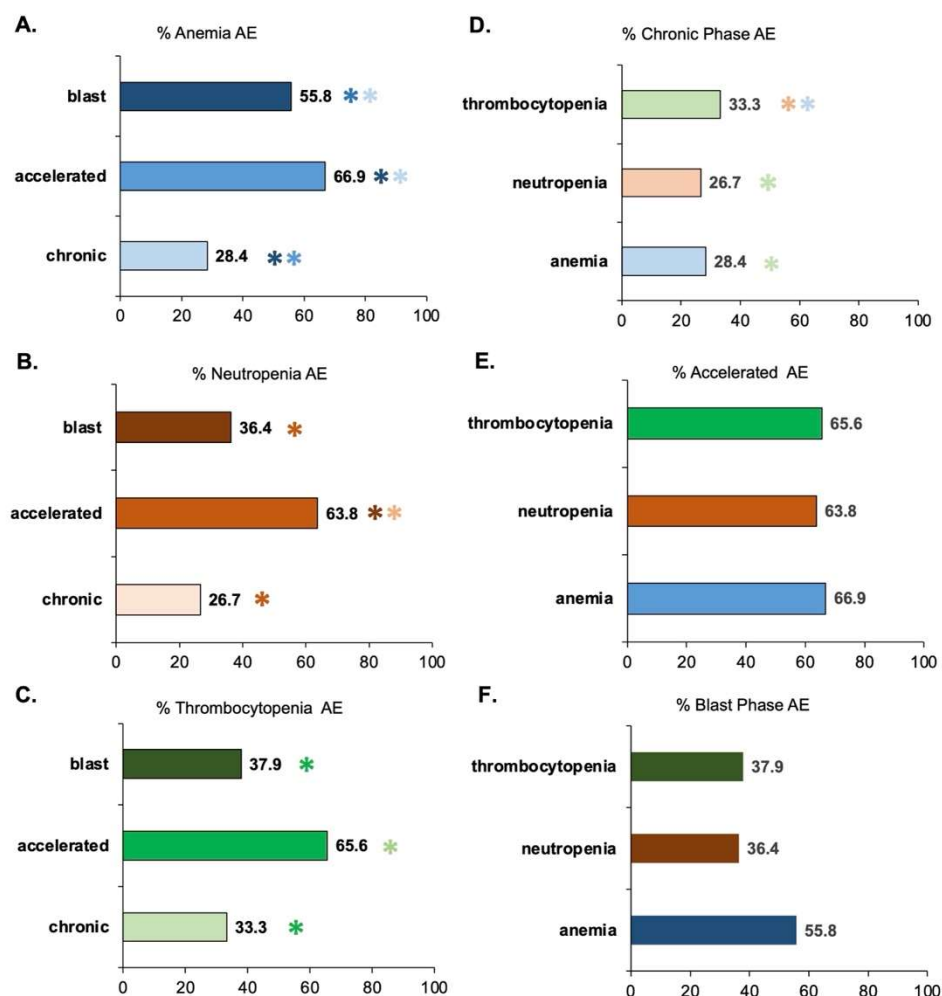 A.
% Anemia AE
blast 55.8 * *
accelerated 66.9 * *
chronic 28.4 * *
0 20 40 60 80 100
B.
% Neutropenia AE
blast 36.4 *
accelerated 63.8 * *
chronic 26.7 *
0 20 40 60 80 100
C.
% Thrombocytopenia AE
blast 37.9 *
accelerated 65.6 *
chronic 33.3 *
0 20 40 60 80 100
D.
% Chronic Phase AE
thrombocytopenia 33.3 * *
neutropenia 26.7 *
anemia 28.4 *
0 20 40 60 80 100
E.
% Accelerated AE
thrombocytopenia 65.6
neutropenia 63.8
anemia 66.9
0 20 40 60 80 100
F.
% Blast Phase AE
thrombocytopenia 37.9
neutropenia 36.4
anemia 55.8
0 20 40 60 80 100